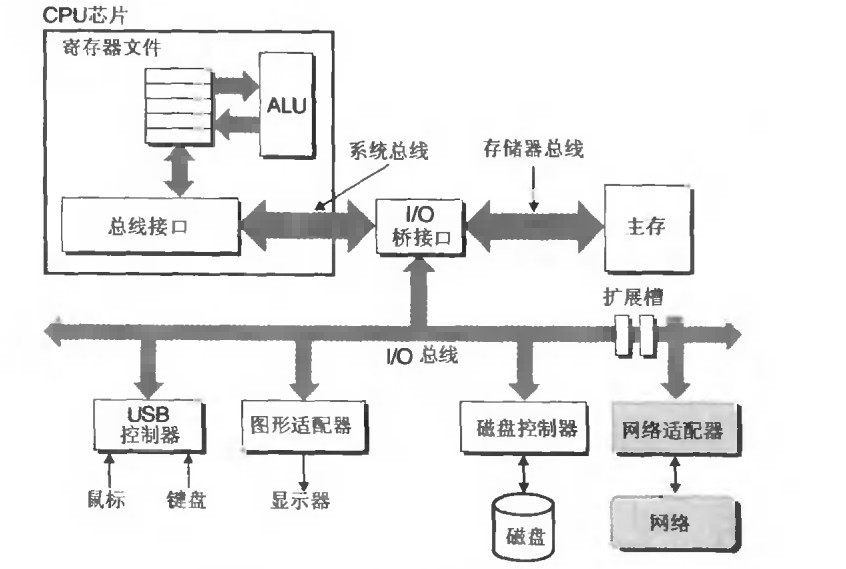 CPU芯片
寄存器文件
ALU
系统总线
存储器总线
总线接口
I/O
桥接口
主存
扩展槽
I/O 总线
USB
控制器
图形适配器
磁盘控制器
网络适配器
鼠标
键盘
显示器
磁盘
网络